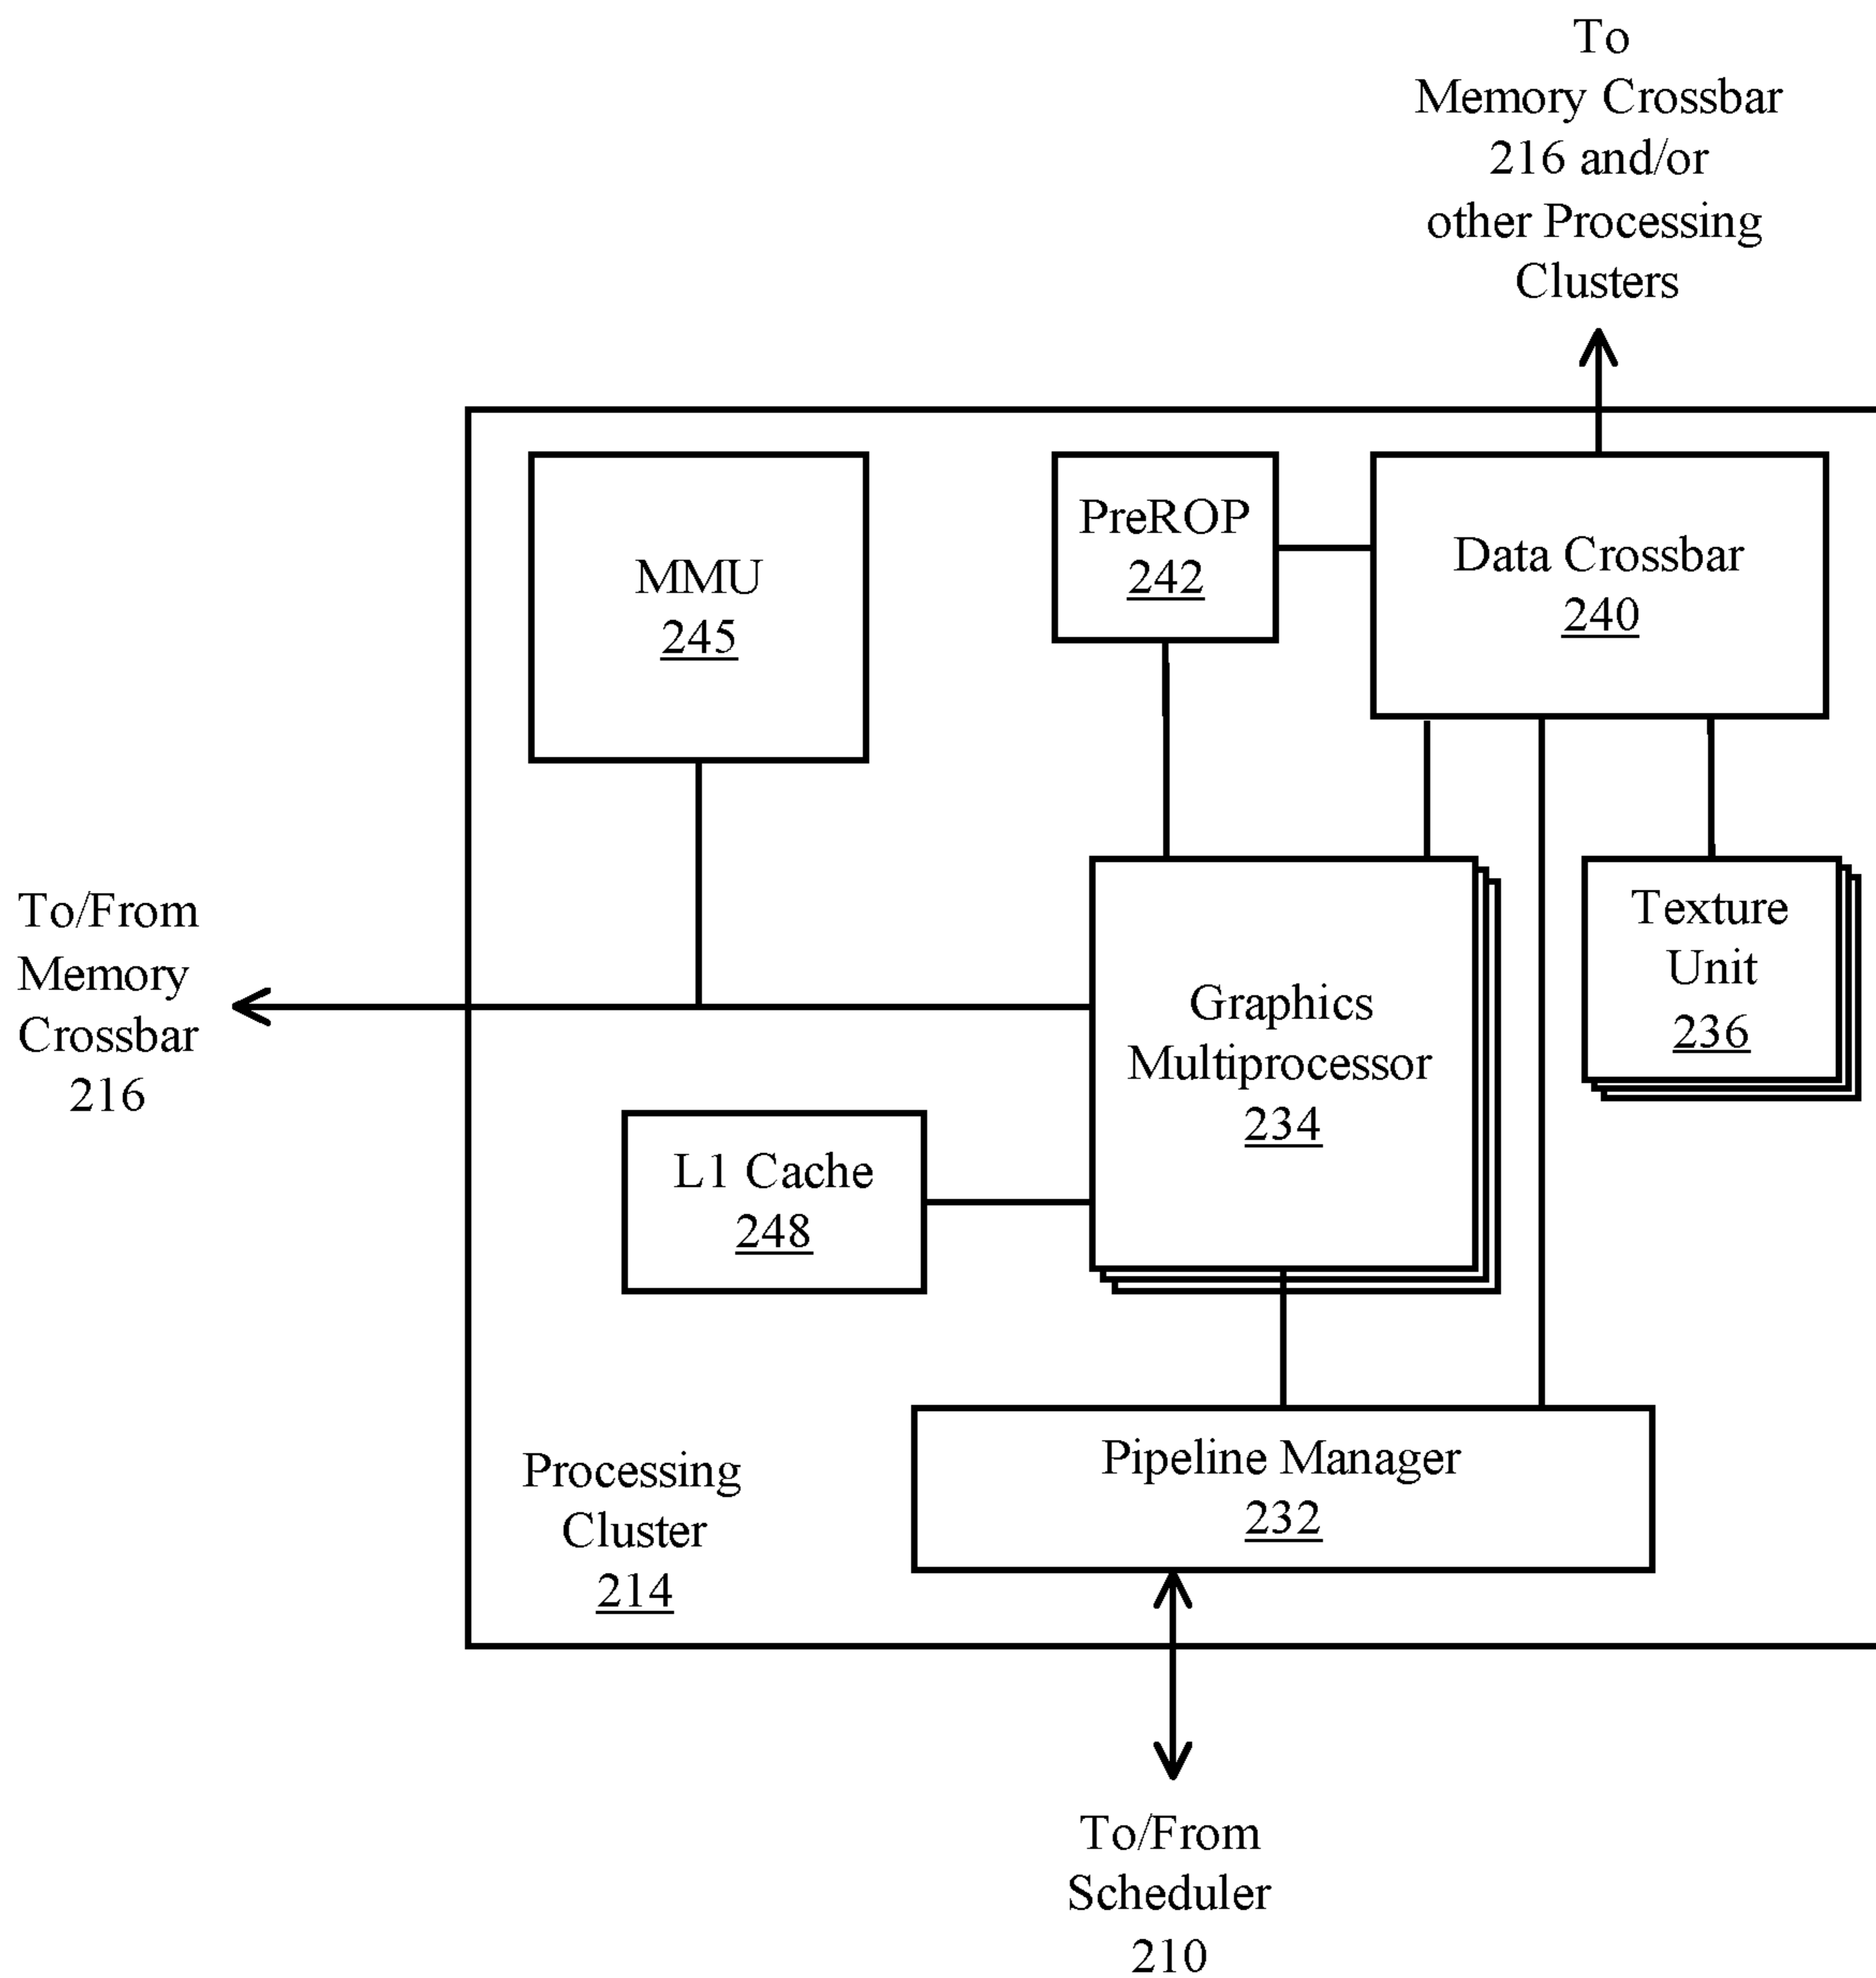 To
Memory Crossbar
216 and/or
other Processing
Clusters
MMU
245
PreROP
242
Data Crossbar
240
To/From
Memory
Crossbar
216
Graphics
Multiprocessor
234
Texture
Unit
236
L1 Cache
248
Processing
Cluster
214
Pipeline Manager
232
To/From
Scheduler
210